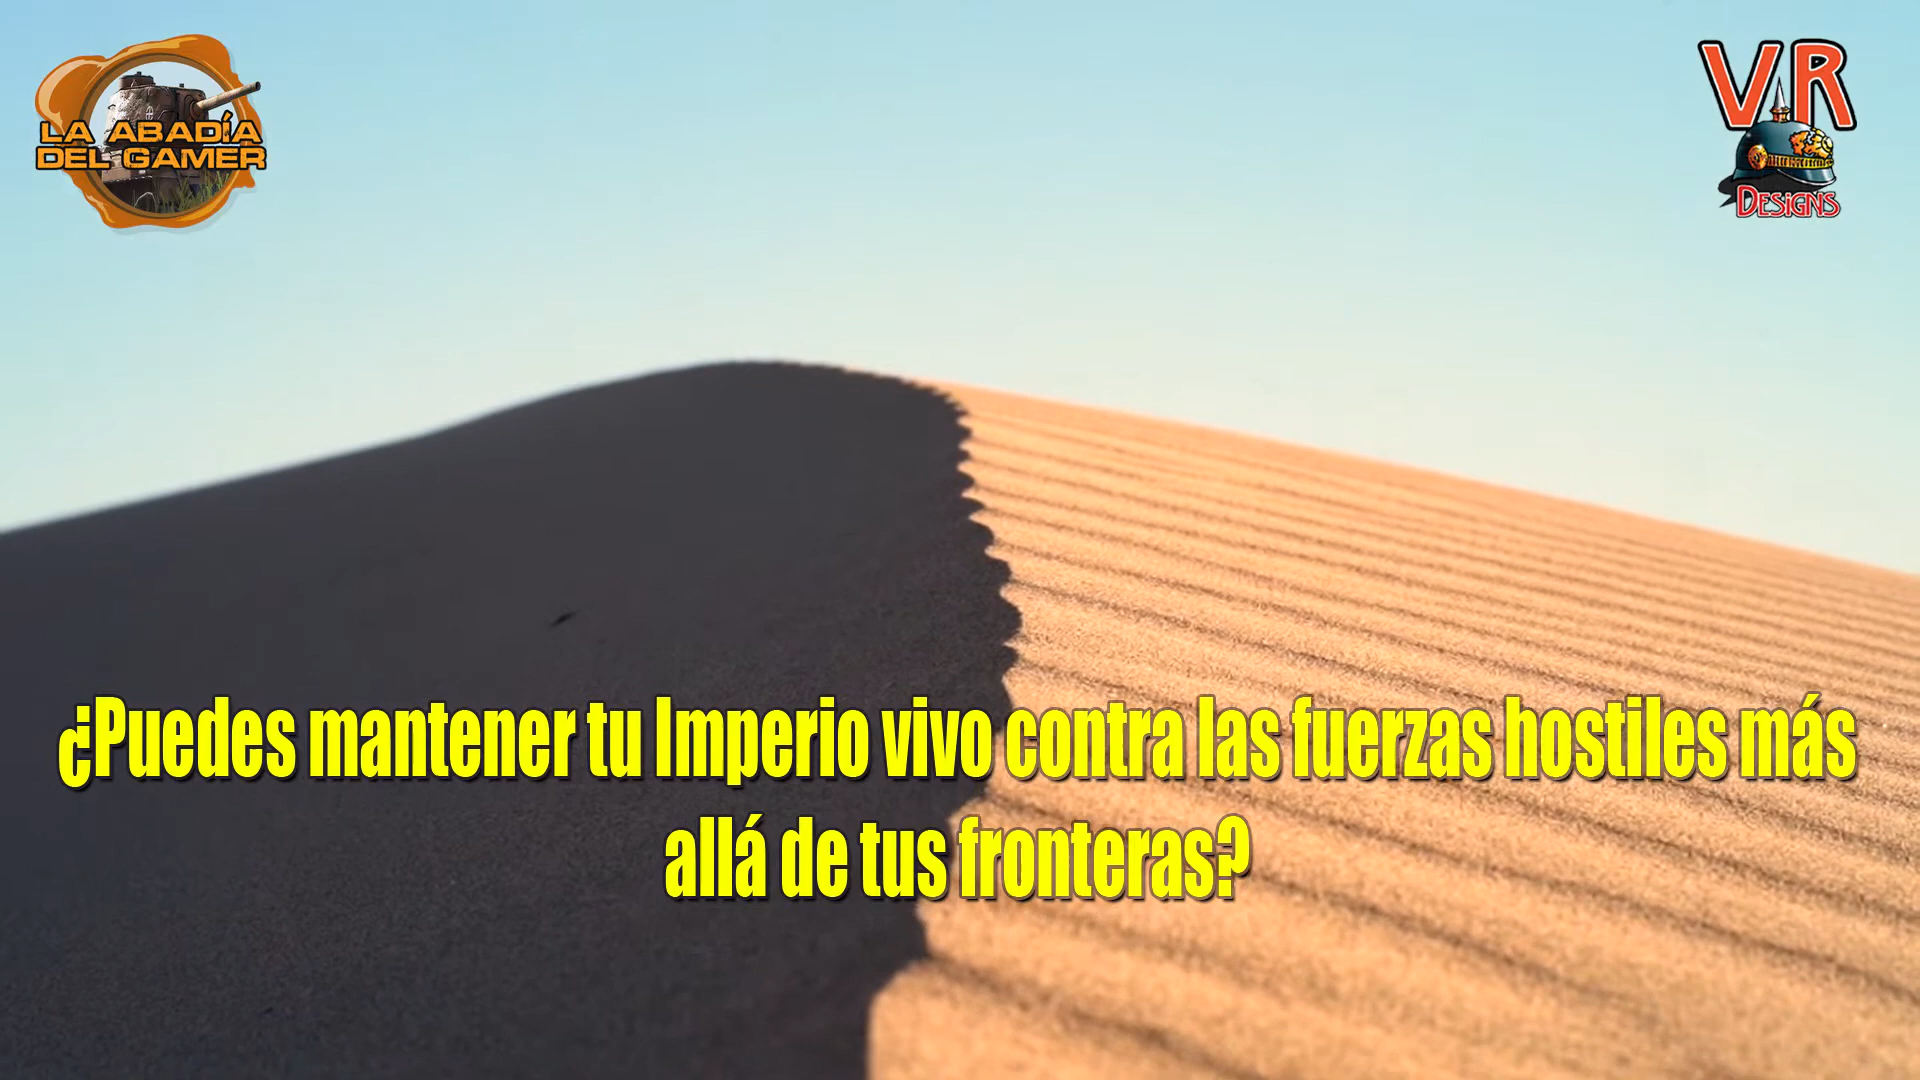 LA ABADÍA
DEL GAMER
VR
DESiGNS
¿Puedes mantener tu Imperio vivo contra las fuerzas hostiles más
allá de tus fronteras?